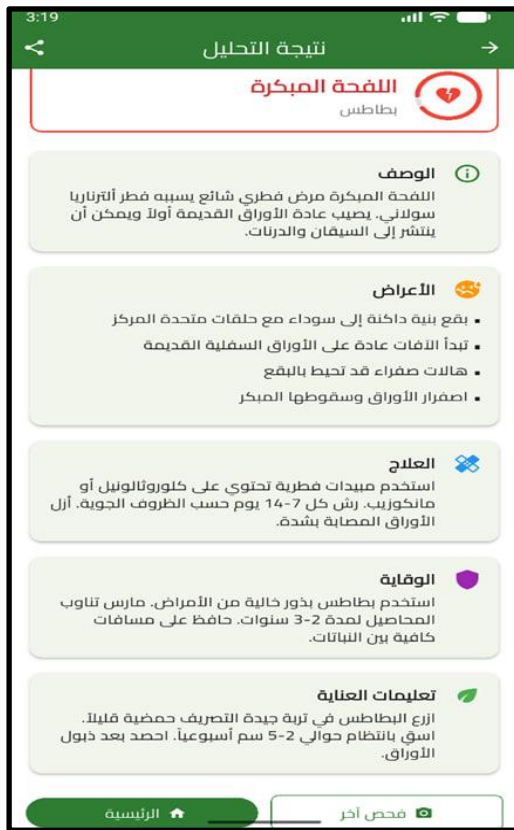 3:19
نتيجة التحليل
اللفحة المبكرة
بطاطس
الوصف
اللفحة المبكرة مرض فطري شائع يسببه فطر ألترناريا
سولاني. يصيب عادة الأوراق القديمة أولاً ويمكن أن
ينتشر إلى السيقان والدرنات.
الأعراض
▪ بقع بنية داكنة إلى سوداء مع حلقات متحدة المركز
▪ تبدأ الآفات عادة على الأوراق السفلية القديمة
▪ هالات صفراء قد تحيط بالبقع
▪ اصفرار الأوراق وسقوطها المبكر
العلاج
استخدم مبيدات فطرية تحتوي على كلوروثالونيل أو
مانكوزيب. رش كل 7-14 يوم حسب الظروف الجوية. أزل
الأوراق المصابة بشدة.
الوقاية
استخدم بطاطس بذور خالية من الأمراض. مارس تناوب
المحاصيل لمدة 2-3 سنوات. حافظ على مسافات
كافية بين النباتات.
تعليمات العناية
ازرع البطاطس في تربة جيدة التصريف حمضية قليلاً.
اسقِ بانتظام حوالي 2-5 سم أسبوعياً. احصد بعد ذبول
الأوراق.
فحص آخر
الرئيسية